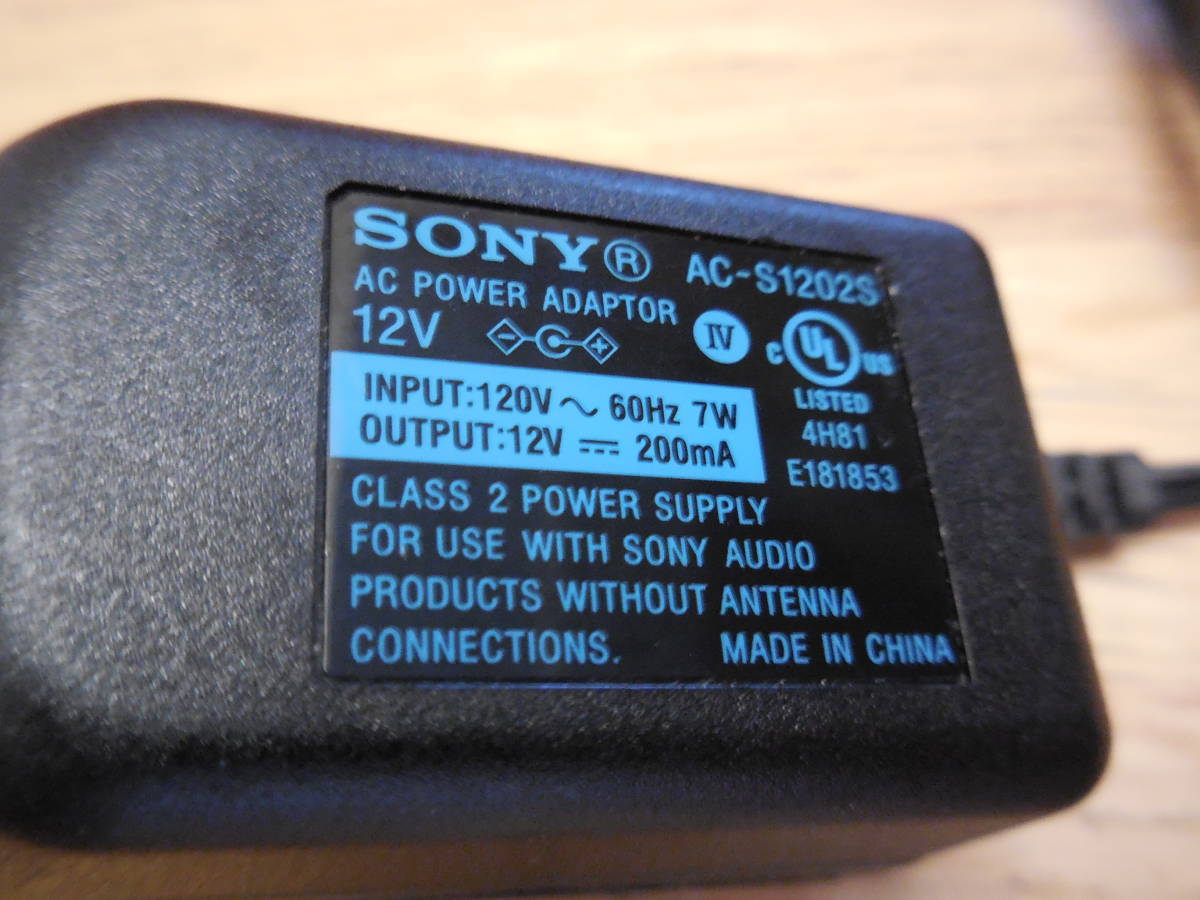 SONY® AC-S1202S
AC POWER ADAPTOR
12V - + IV
c UL US
LISTED
4H81
E181853
INPUT:120V ~ 60Hz 7W
OUTPUT:12V ⎓ 200mA
CLASS 2 POWER SUPPLY
FOR USE WITH SONY AUDIO
PRODUCTS WITHOUT ANTENNA
CONNECTIONS. MADE IN CHINA